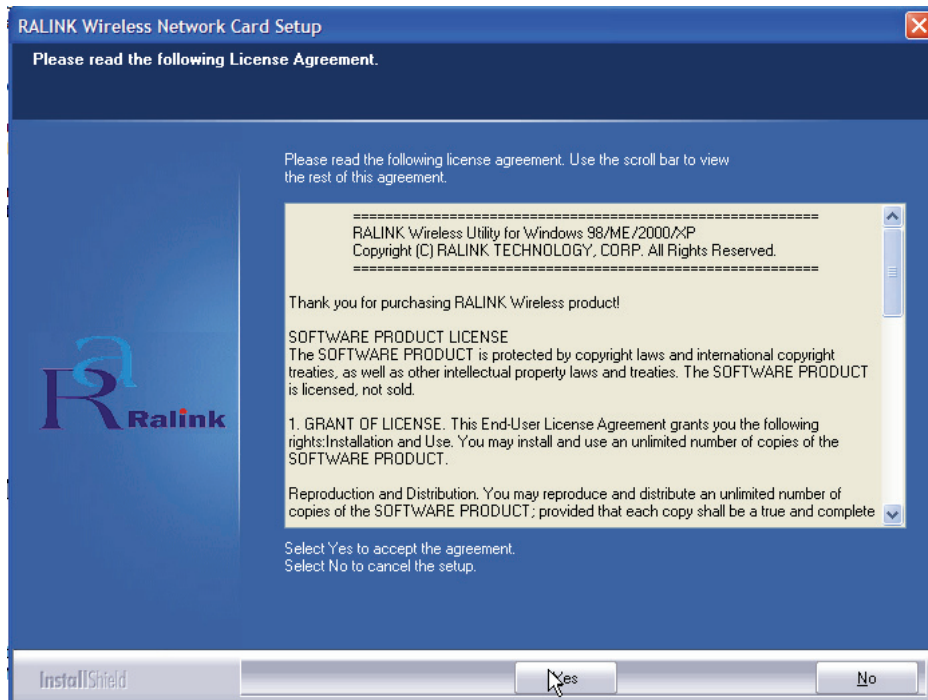 RALINK Wireless Network Card Setup
Please read the following License Agreement.
Please read the following license agreement. Use the scroll bar to view
the rest of this agreement.
===========================================================
RALINK Wireless Utility for Windows 98/ME/2000/XP
Copyright (C) RALINK TECHNOLOGY, CORP. All Rights Reserved.
===========================================================
Thank you for purchasing RALINK Wireless product!
SOFTWARE PRODUCT LICENSE
The SOFTWARE PRODUCT is protected by copyright laws and international copyright
treaties, as well as other intellectual property laws and treaties. The SOFTWARE PRODUCT
is licensed, not sold.
1. GRANT OF LICENSE. This End-User License Agreement grants you the following
rights:Installation and Use. You may install and use an unlimited number of copies of the
SOFTWARE PRODUCT.
Reproduction and Distribution. You may reproduce and distribute an unlimited number of
copies of the SOFTWARE PRODUCT; provided that each copy shall be a true and complete
Ra
Ralink
Select Yes to accept the agreement.
Select No to cancel the setup.
InstallShield
Yes
No